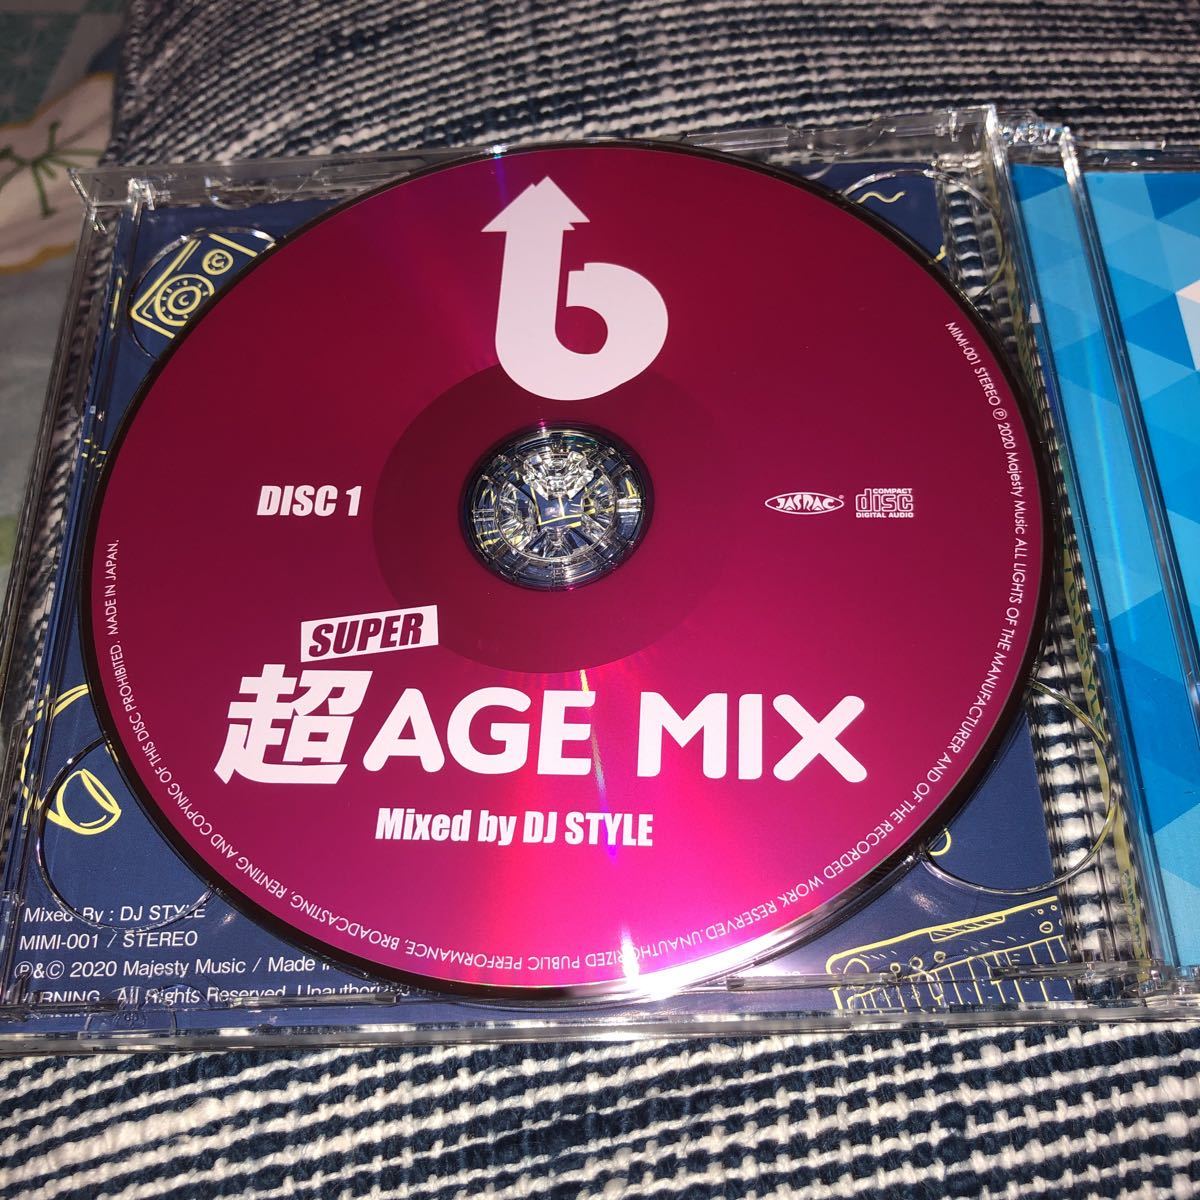 DISC 1
JASRAC
COMPACT
disc
DIGITAL AUDIO
SUPER
超AGE MIX
Mixed by DJ STYLE
MIMI-001 STEREO Ⓟ 2020 Majesty Music ALL LIGHTS OF THE MANUFACTURER AND OF THE RECORDED WORK RESERVED.UNAUTHORIZED PUBLIC PERFORMANCE, BROADCASTING, RENTING AND COPYING OF THIS DISC PROHIBITED. MADE IN JAPAN.
Mixed By : DJ STYLE
MIMI-001 / STEREO
Ⓟ&© 2020 Majesty Music / Made
WARNING All Rights Reserved.